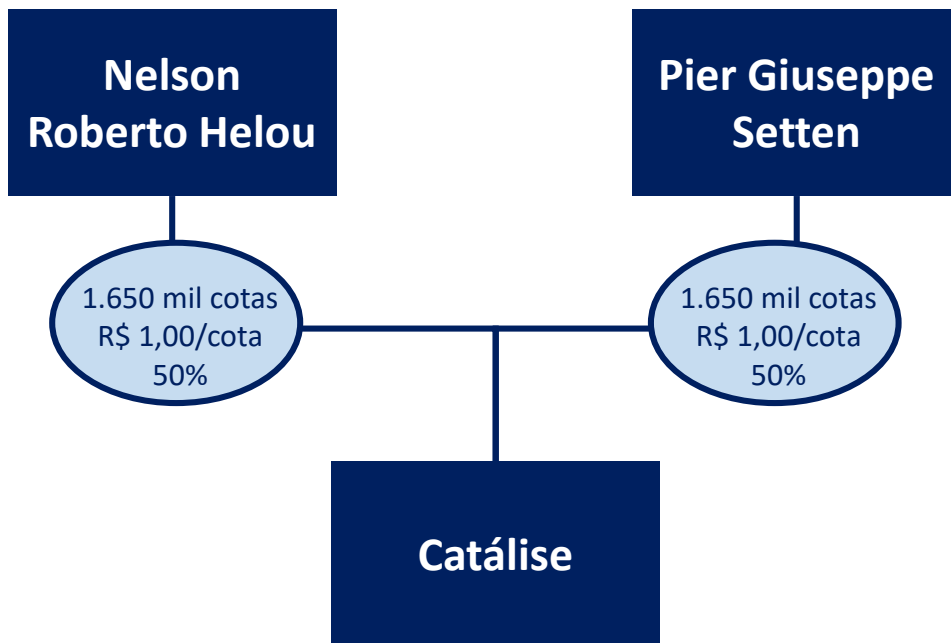 Nelson
Roberto Helou
Pier Giuseppe
Setten
1.650 mil cotas
R$ 1,00/cota
50%
1.650 mil cotas
R$ 1,00/cota
50%
Catálise